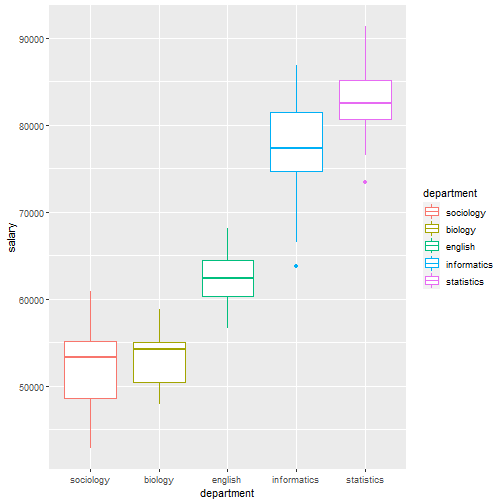 90000
80000
70000
60000
50000
salary
sociology
biology
english
informatics
statistics
department
department
sociology
biology
english
informatics
statistics